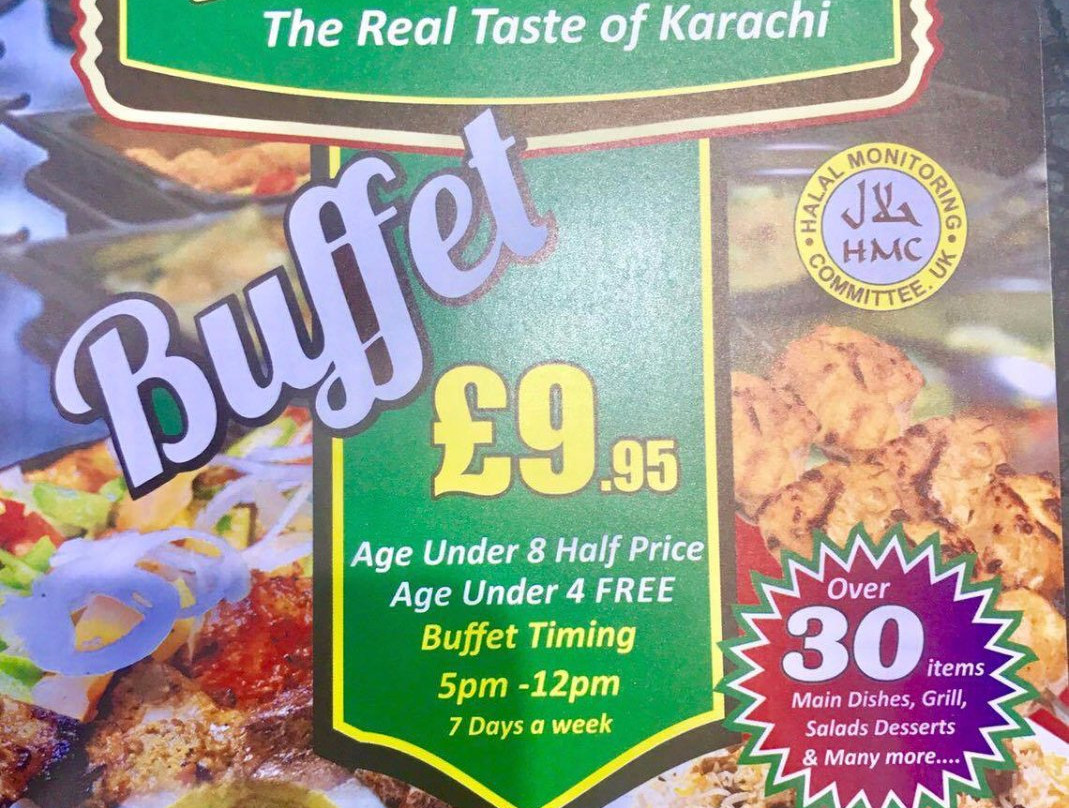 The Real Taste of Karachi
Buffet
£9.95
Age Under 8 Half Price
Age Under 4 FREE
Buffet Timing
5pm -12pm
7 Days a week
HALAL MONITORING
حلال
HMC
COMMITTEE. UK
Over
30
items
Main Dishes, Grill,
Salads Desserts
& Many more....